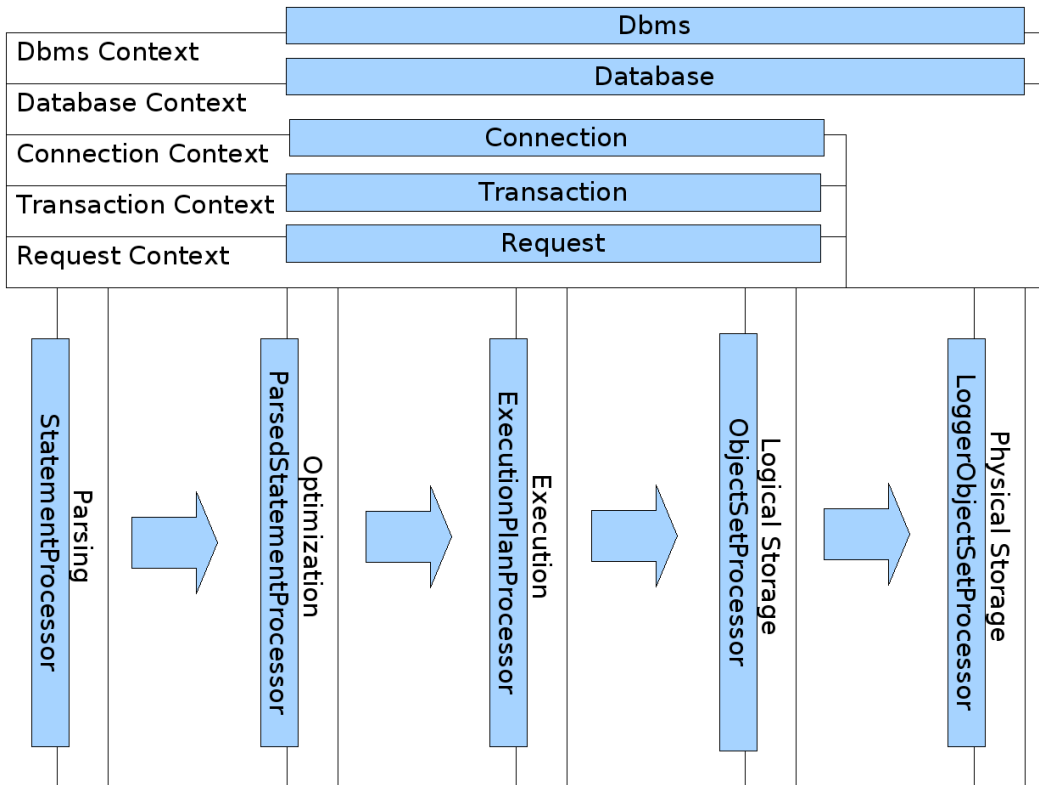 Dbms
Dbms Context
Database
Database Context
Connection
Connection Context
Transaction
Transaction Context
Request
Request Context
StatementProcessor
Parsing
ParsedStatementProcessor
Optimization
ExecutionPlanProcessor
Execution
ObjectSetProcessor
Logical Storage
LoggerObjectSetProcessor
Physical Storage